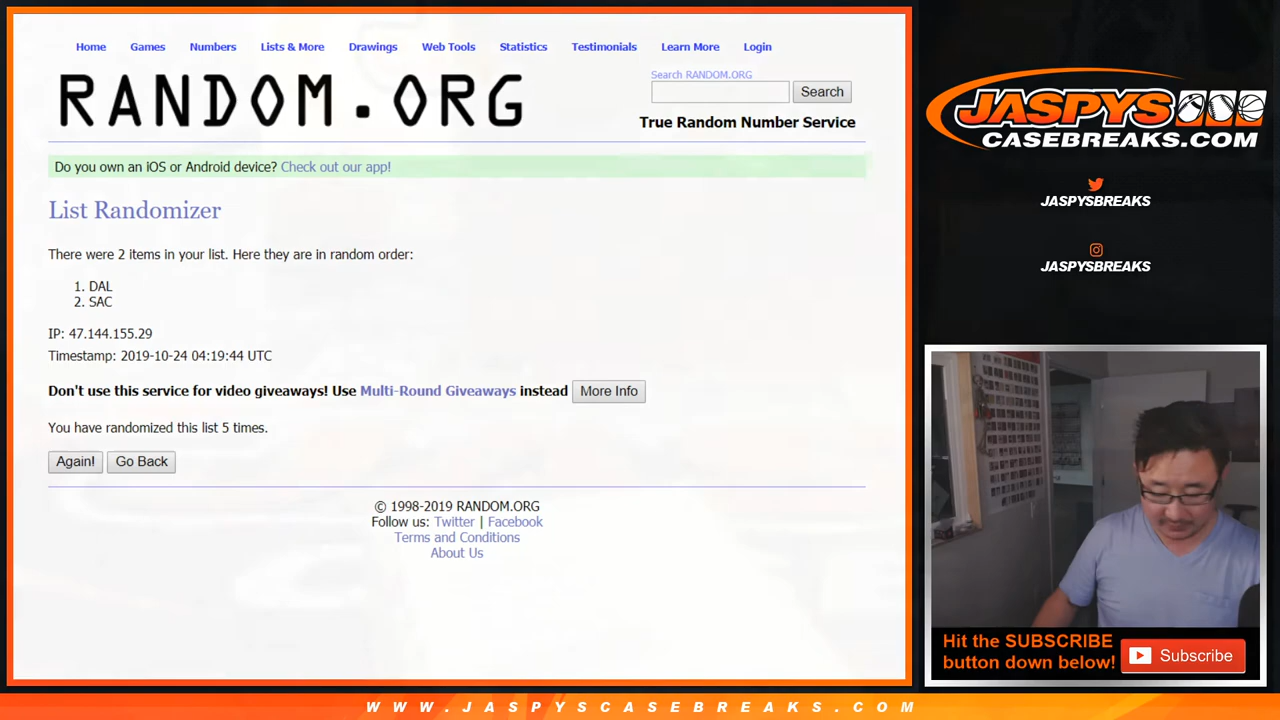 Home Games Numbers Lists & More Drawings Web Tools Statistics Testimonials Learn More Login
RANDOM.ORG
Search RANDOM.ORG
Search
True Random Number Service
Do you own an iOS or Android device? Check out our app!
List Randomizer
There were 2 items in your list. Here they are in random order:
1. DAL
2. SAC
IP: 47.144.155.29
Timestamp: 2019-10-24 04:19:44 UTC
Don't use this service for video giveaways! Use Multi-Round Giveaways instead More Info
You have randomized this list 5 times.
Again! Go Back
© 1998-2019 RANDOM.ORG
Follow us: Twitter | Facebook
Terms and Conditions
About Us
JASPYS
CASEBREAKS.COM
JASPYSBREAKS
JASPYSBREAKS
Hit the SUBSCRIBE
button down below!
Subscribe
WWW.JASPYSCASEBREAKS.COM